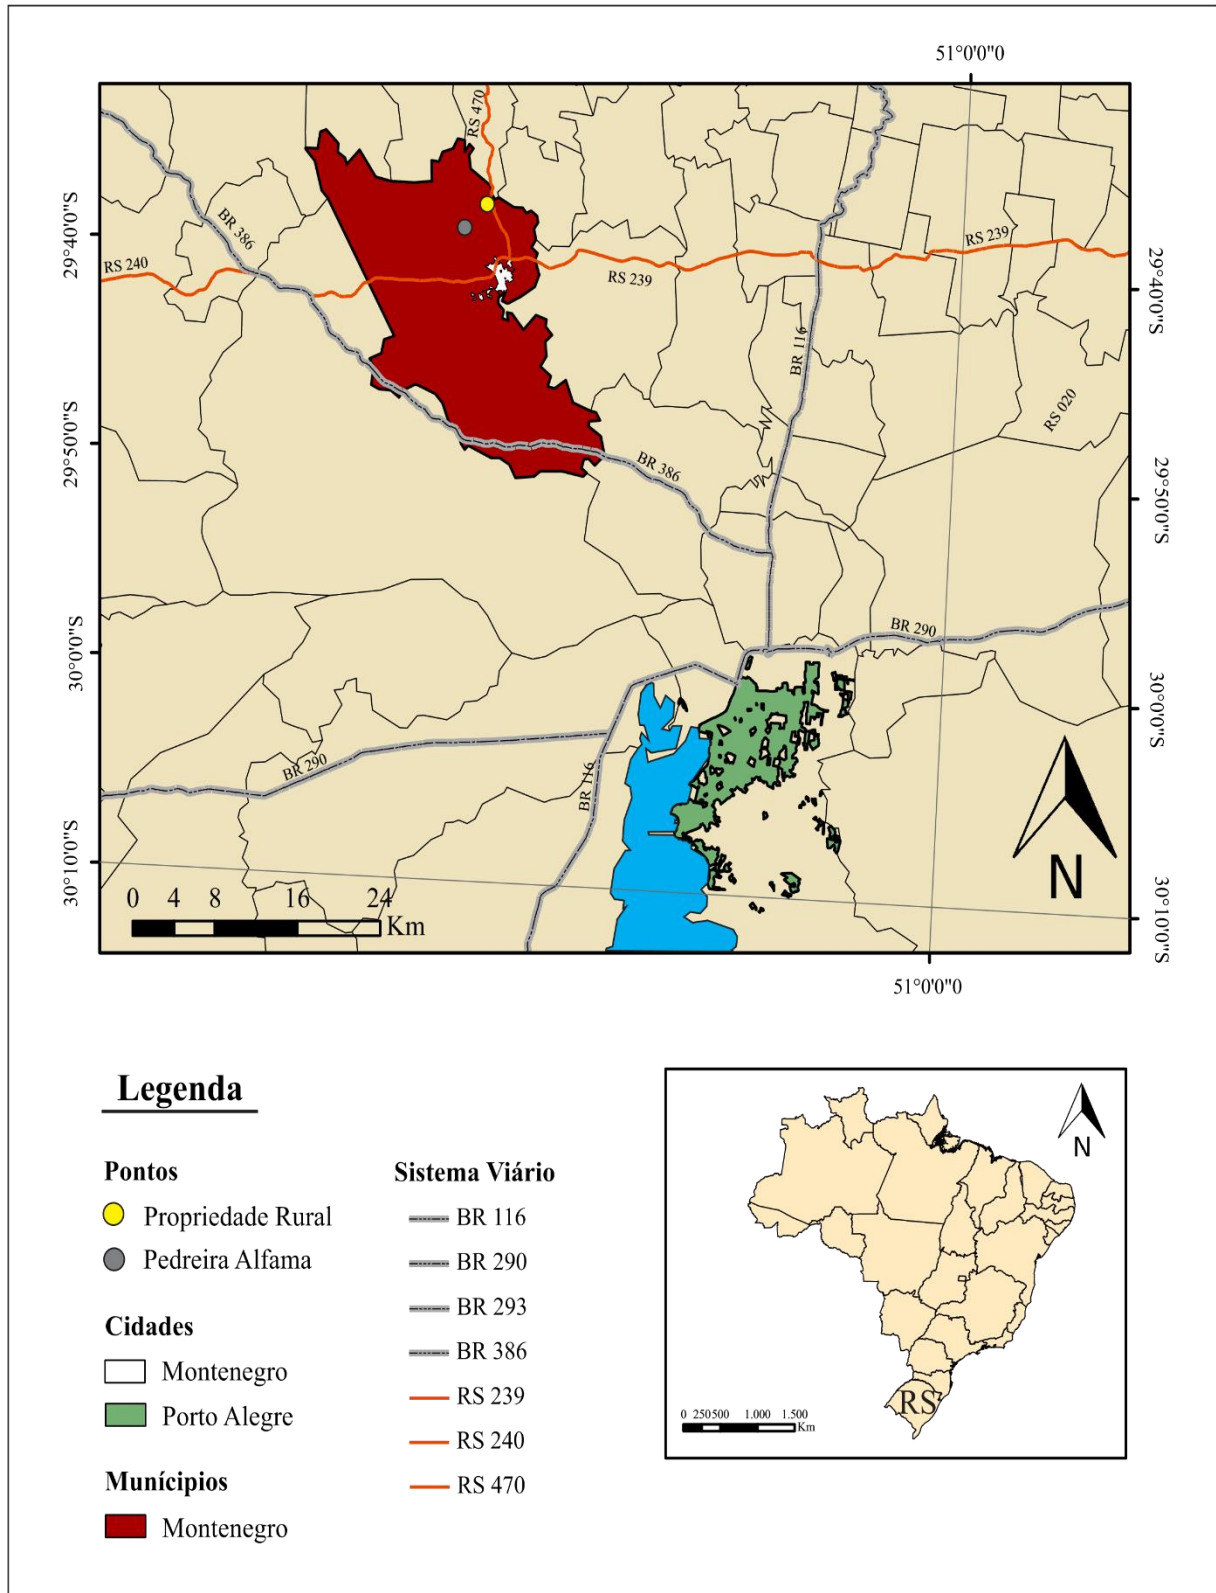 51°0'0"O
RS 470
29°40'0"S
BR 386
RS 240
RS 239
RS 239
29°40'0"S
BR 116
RS 020
29°50'0"S
BR 386
29°50'0"S
BR 290
30°0'0"S
30°0'0"S
BR 290
BR 116
30°10'0"S
N
0 4 8 16 24
Km
30°10'0"S
51°0'0"O
Legenda
Pontos
Propriedade Rural
Pedreira Alfama
Cidades
Montenegro
Porto Alegre
Munícipios
Montenegro
Sistema Viário
BR 116
BR 290
BR 293
BR 386
RS 239
RS 240
RS 470
N
RS
0 250 500 1.000 1.500
Km